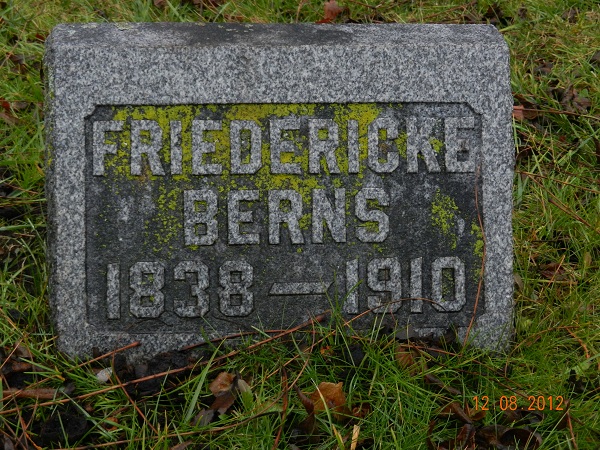 FRIEDERICKE
BERNS
1838 — 1910
12 08 2012